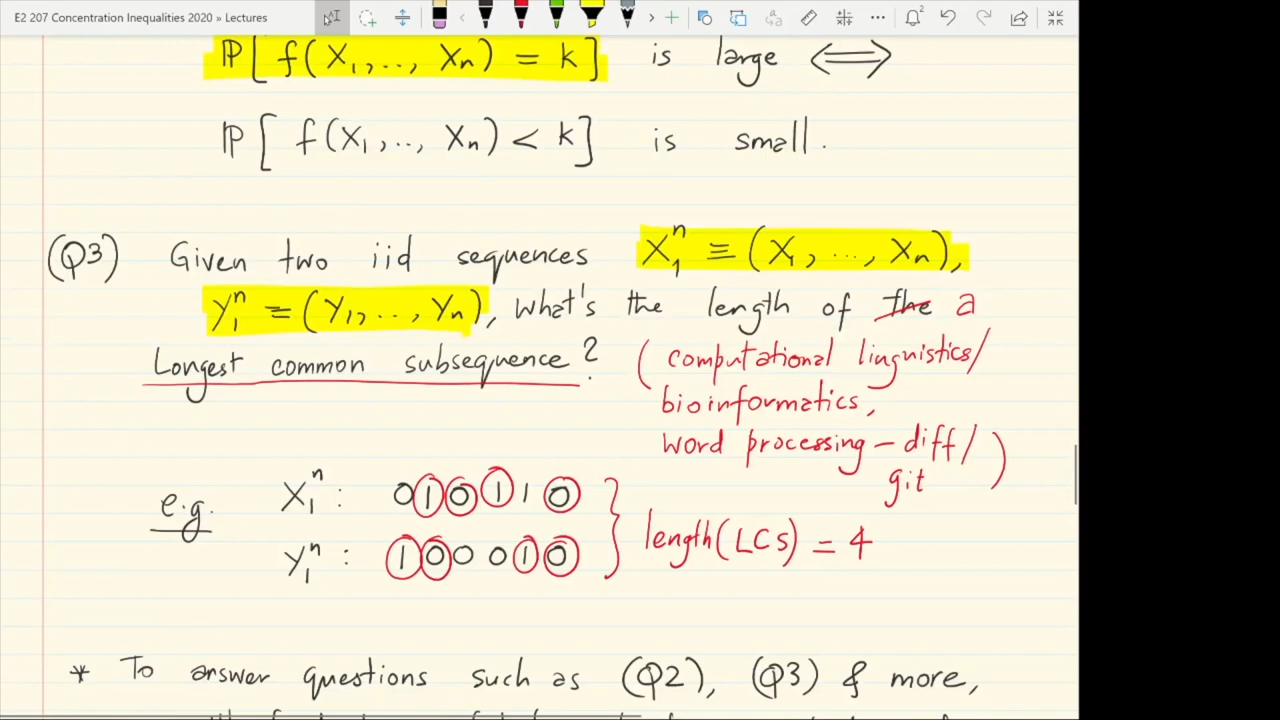 E2 207 Concentration Inequalities 2020 » Lectures
ℙ[ f(X₁,.., Xₙ) = k] is large ⟺
ℙ[ f(X₁,.., Xₙ) < k] is small.
(Q3) Given two iid sequences X₁ⁿ ≡ (X₁, ..., Xₙ),
Y₁ⁿ ≡ (Y₁,..., Yₙ), what's the length of the a
Longest common subsequence? ( computational linguistics/
bioinformatics,
word processing – diff/ )
git
e.g. X₁ⁿ : 0 1 0 1 1 0
Y₁ⁿ : 1 0 0 0 1 0 } length(LCS) = 4
* To answer questions such as (Q2), (Q3) & more,